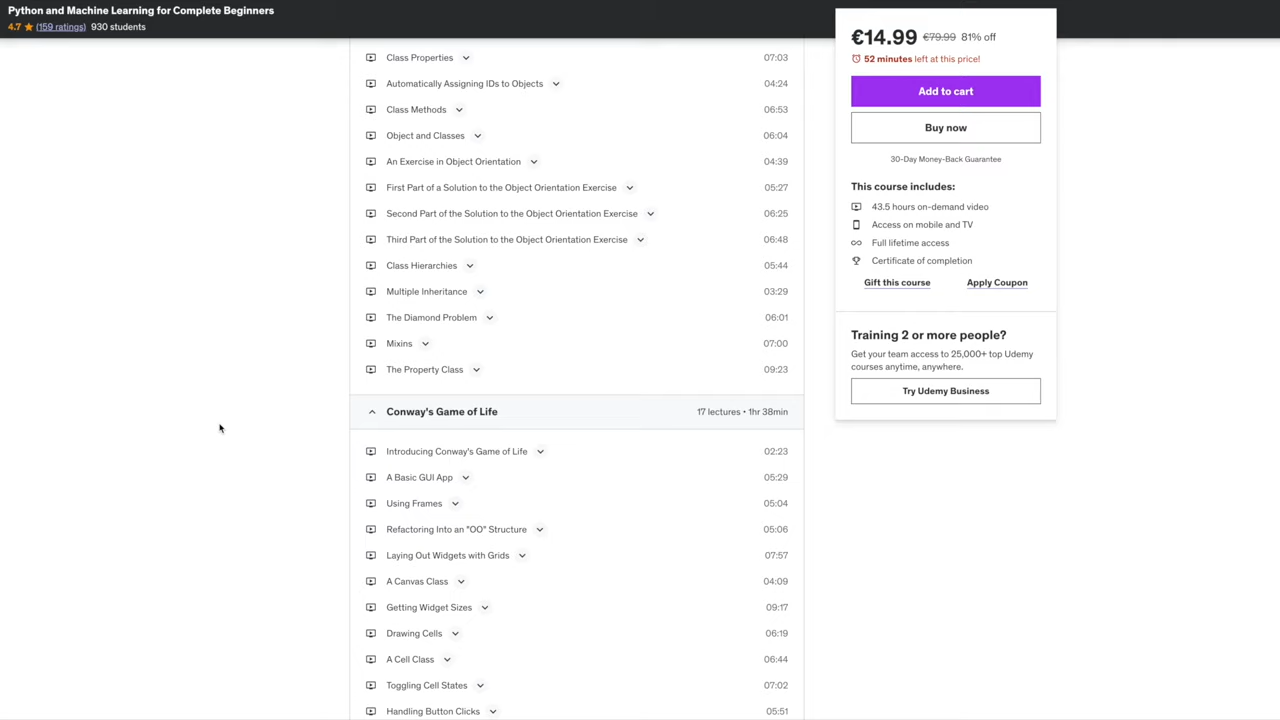 Python and Machine Learning for Complete Beginners
4.7 (159 ratings) 930 students
Class Properties 07:03
Automatically Assigning IDs to Objects 04:24
Class Methods 06:53
Object and Classes 06:04
An Exercise in Object Orientation 04:39
First Part of a Solution to the Object Orientation Exercise 05:27
Second Part of the Solution to the Object Orientation Exercise 06:25
Third Part of the Solution to the Object Orientation Exercise 06:48
Class Hierarchies 05:44
Multiple Inheritance 03:29
The Diamond Problem 06:01
Mixins 07:00
The Property Class 09:23
Conway's Game of Life 17 lectures • 1hr 38min
Introducing Conway's Game of Life 02:23
A Basic GUI App 05:29
Using Frames 05:04
Refactoring Into an "OO" Structure 05:06
Laying Out Widgets with Grids 07:57
A Canvas Class 04:09
Getting Widget Sizes 09:17
Drawing Cells 06:19
A Cell Class 06:44
Toggling Cell States 07:02
Handling Button Clicks 05:51
€14.99 €79.99 81% off
52 minutes left at this price!
Add to cart
Buy now
30-Day Money-Back Guarantee
This course includes:
43.5 hours on-demand video
Access on mobile and TV
Full lifetime access
Certificate of completion
Gift this course Apply Coupon
Training 2 or more people?
Get your team access to 25,000+ top Udemy
courses anytime, anywhere.
Try Udemy Business